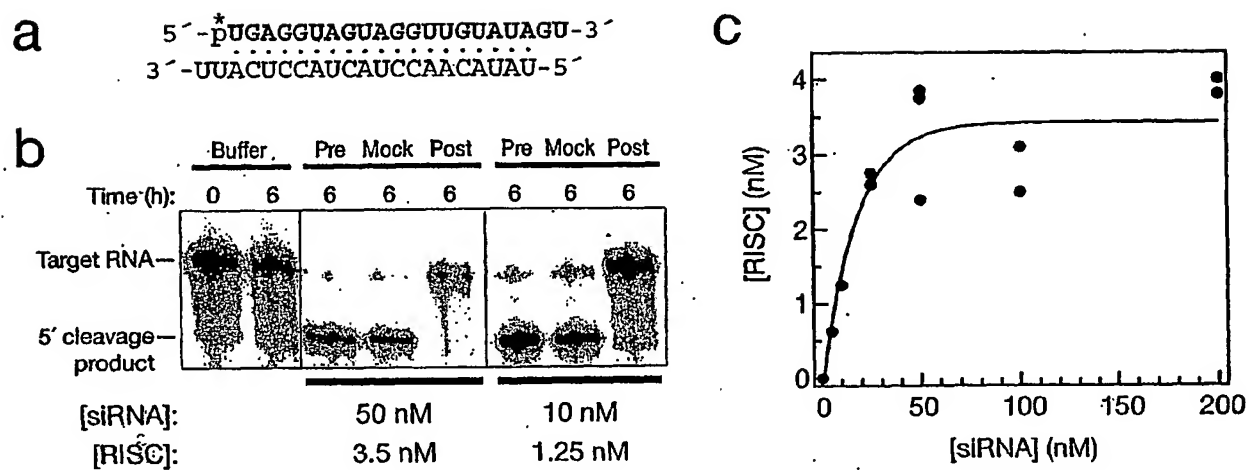 a
5´-pUGAGGUAGUAGGUUGUAUAGU-3´
*
3´-UUACUCCAUCAUCCAACAUAU-5´
b
Buffer Pre Mock Post Pre Mock Post
Time (h): 0 6 6 6 6 6 6 6
Target RNA
5´ cleavage
product
[siRNA]: 50 nM 10 nM
[RISC]: 3.5 nM 1.25 nM
c
[RISC] (nM)
4
3
2
1
0
0 50 100 150 200
[siRNA] (nM)